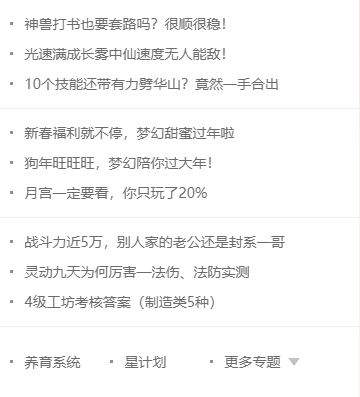 神兽打书也要套路吗？很顺很稳！
光速满成长雾中仙速度无人能敌！
10个技能还带有力劈华山？竟然一手合出
新春福利就不停，梦幻甜蜜过年啦
狗年旺旺旺，梦幻陪你过大年！
月宫一定要看，你只玩了20%
战斗力近5万，别人家的老公还是封系一哥
灵动九天为何厉害—法伤、法防实测
4级工坊考核答案（制造类5种）
养育系统 星计划 更多专题